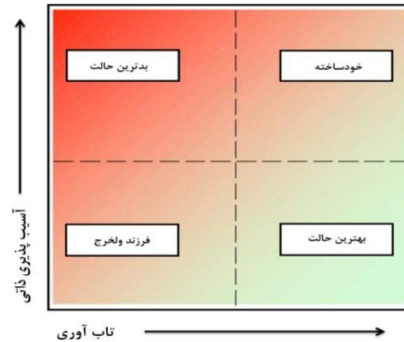 خودساخته
بدترین حالت
بهترین حالت
فرزند ولخرج
آسیب پذیری ذاتی
تاب آوری